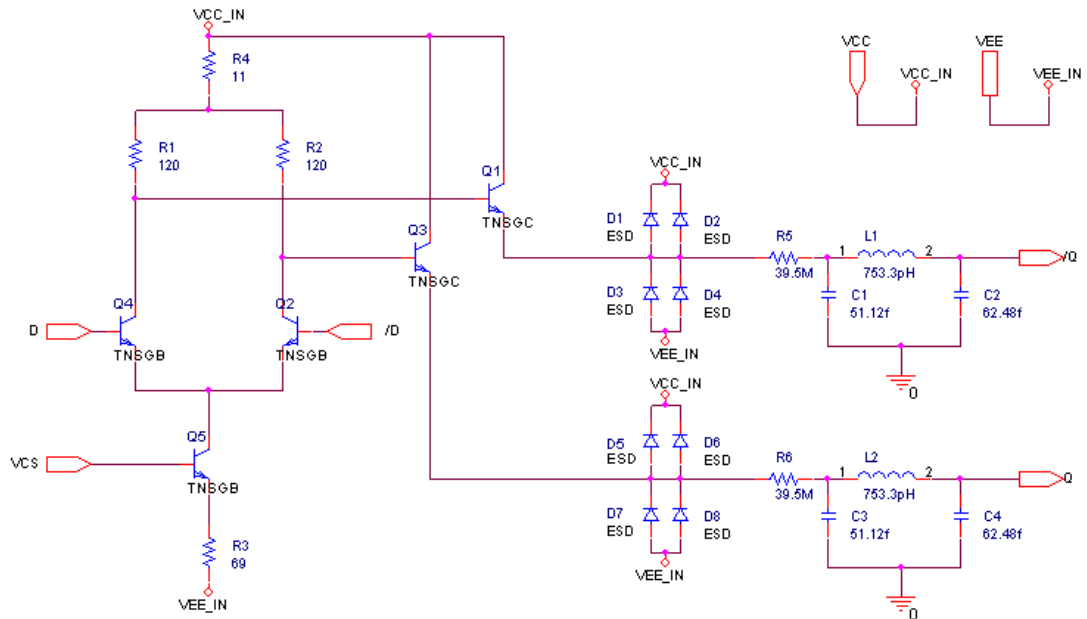 VCC_IN
R4
11
VCC
VEE
VCC_IN
VEE_IN
R1
120
R2
120
Q1
TNSGC
Q3
TNSGC
VCC_IN
D1
ESD
D2
ESD
R5
39.5M
1
L1
2
753.3pH
/Q
D3
ESD
D4
ESD
C1
51.12f
C2
62.48f
VEE_IN
0
Q4
Q2
D
/D
TNSGB
TNSGB
VCC_IN
Q5
VCS
TNSGB
D5
ESD
D6
ESD
R6
39.5M
1
L2
2
753.3pH
Q
D7
ESD
D8
ESD
C3
51.12f
C4
62.48f
VEE_IN
0
R3
69
VEE_IN